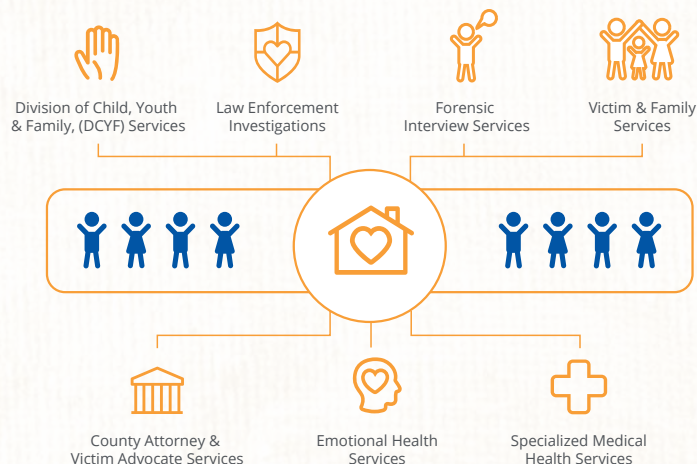 Division of Child, Youth
& Family, (DCYF) Services
Law Enforcement
Investigations
Forensic
Interview Services
Victim & Family
Services
County Attorney &
Victim Advocate Services
Emotional Health
Services
Specialized Medical
Health Services